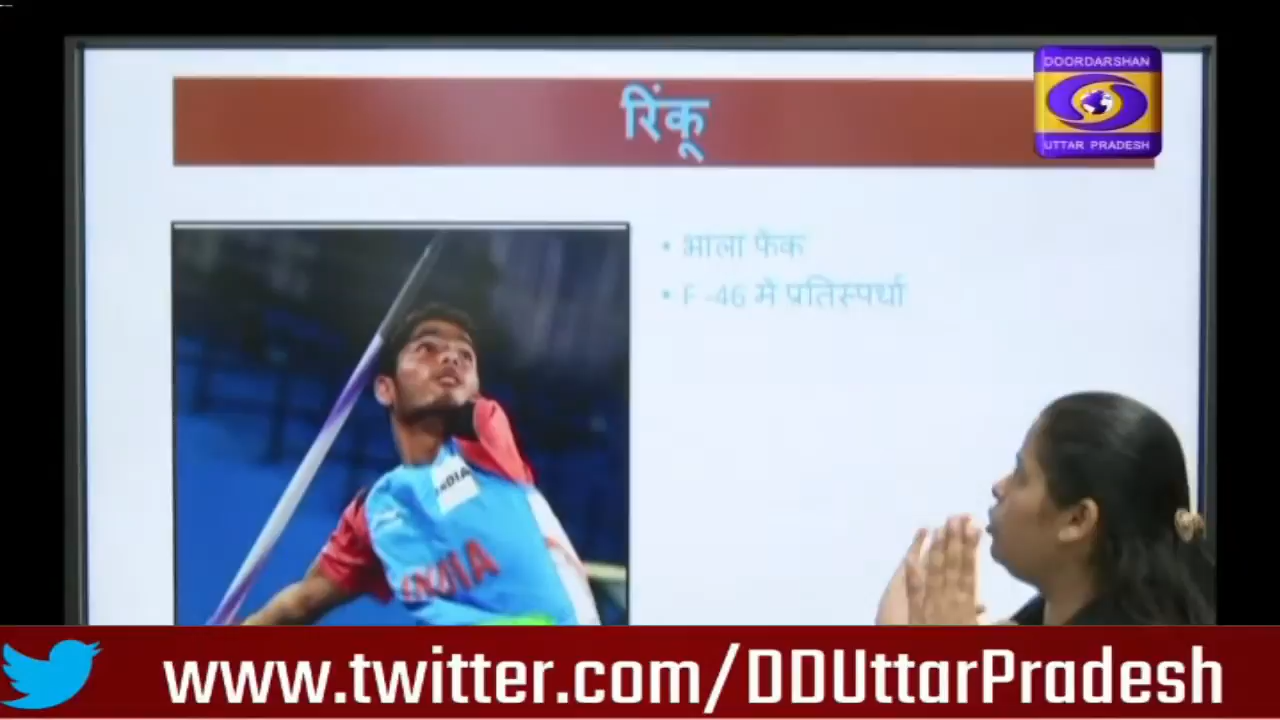 रिंकू
DOORDARSHAN
UTTAR PRADESH
• भाला फेंक
• F -46 में प्रतिस्पर्धा
INDIA
INDIA
www.twitter.com/DDUttarPradesh